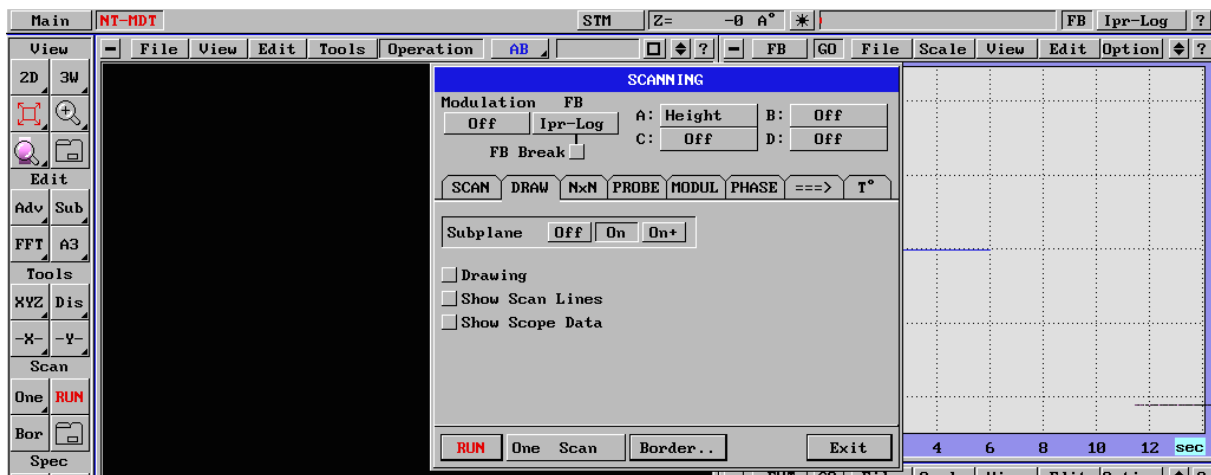 Main NT-MDT STM Z= -0 A° FB Ipr-Log ?
View - File View Edit Tools Operation AB ? - FB GO File Scale View Edit Option ?
2D 3W
SCANNING
Modulation FB
Off Ipr-Log
A: Height B: Off
C: Off D: Off
FB Break
Edit
SCAN DRAW NxN PROBE MODUL PHASE ===> T°
Adv Sub
Subplane Off On On+
FFT A3
Tools
Drawing
XYZ Dis
Show Scan Lines
Show Scope Data
-X- -Y-
Scan
One RUN
Bor
RUN One Scan Border.. Exit
4 6 8 10 12 sec
Spec